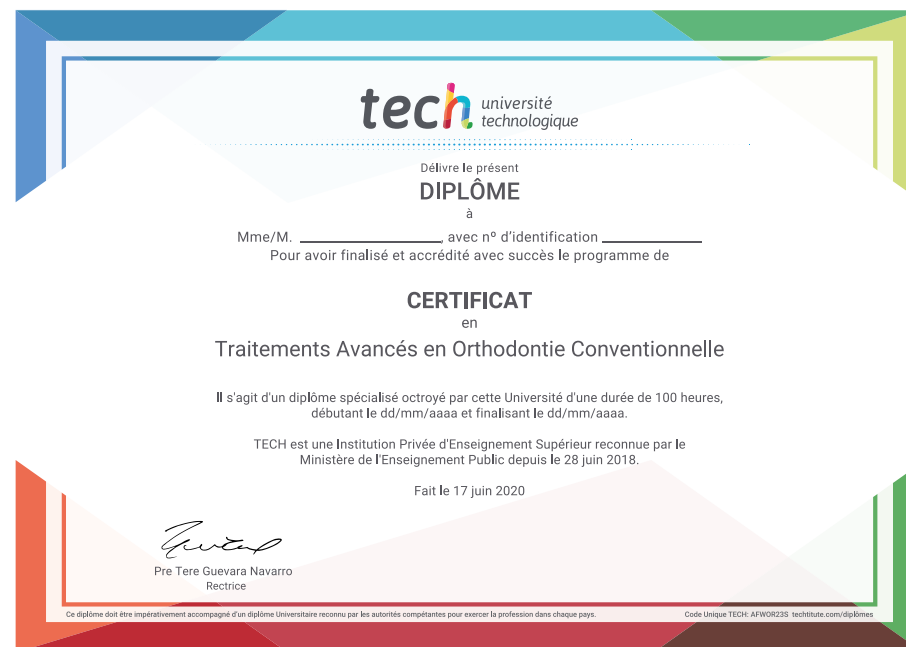 tech université
technologique
Délivre le présent
DIPLÔME
à
Mme/M. ____________________, avec nº d'identification ______________
Pour avoir finalisé et accrédité avec succès le programme de
CERTIFICAT
en
Traitements Avancés en Orthodontie Conventionnelle
Il s'agit d'un diplôme spécialisé octroyé par cette Université d'une durée de 100 heures,
débutant le dd/mm/aaaa et finalisant le dd/mm/aaaa.
TECH est une Institution Privée d'Enseignement Supérieur reconnue par le
Ministère de l'Enseignement Public depuis le 28 juin 2018.
Fait le 17 juin 2020
Pre Tere Guevara Navarro
Rectrice
Ce diplôme doit être impérativement accompagné d'un diplôme Universitaire reconnu par les autorités compétantes pour exercer la profession dans chaque pays.
Code Unique TECH: AFWOR23S techtitute.com/diplômes